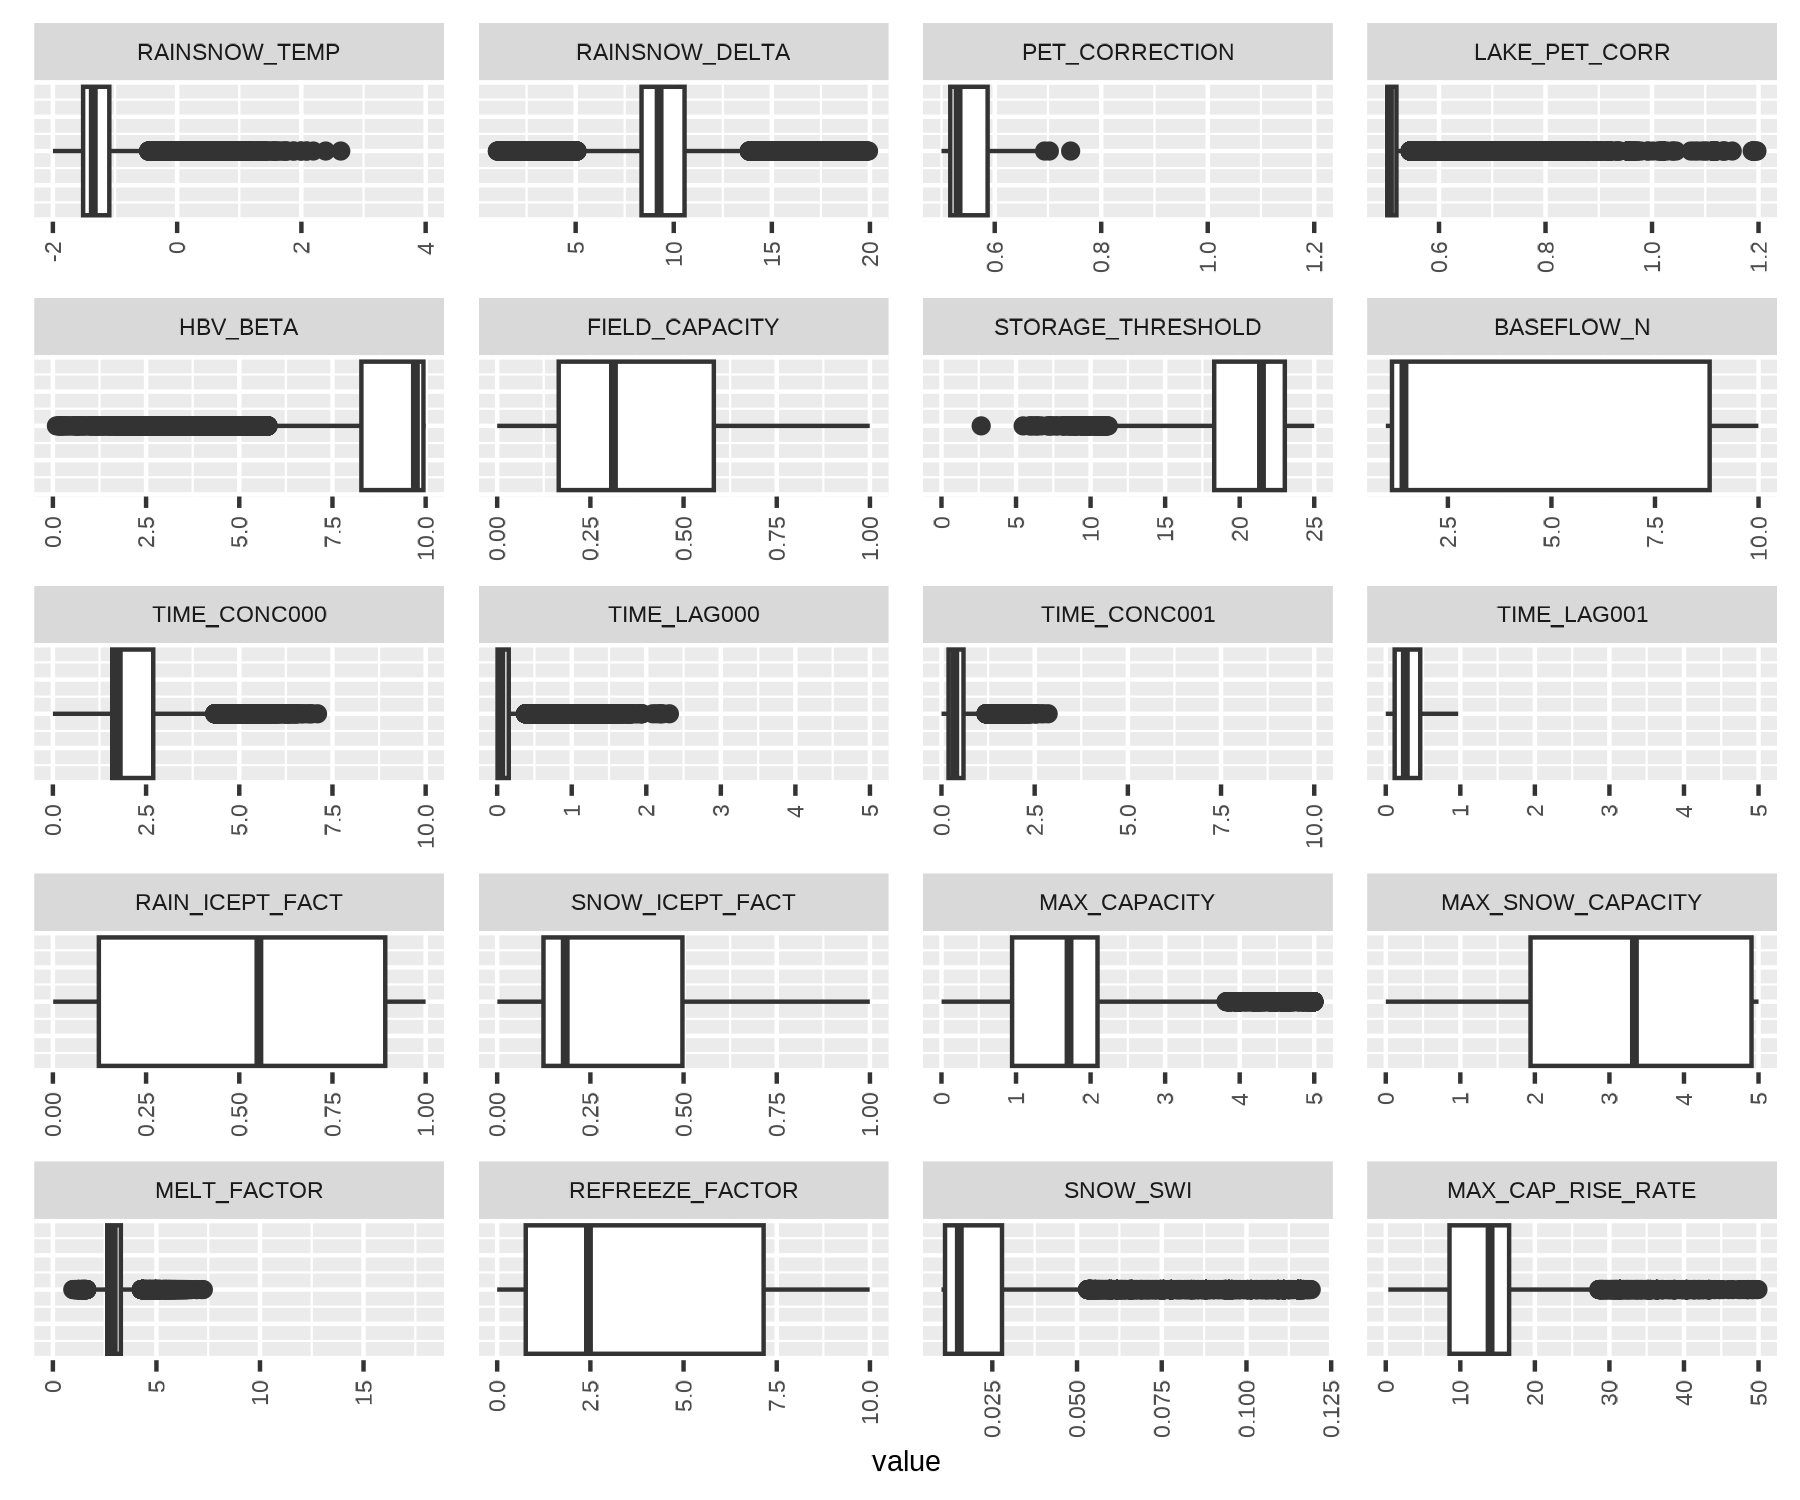 RAINSNOW_TEMP RAINSNOW_DELTA PET_CORRECTION LAKE_PET_CORR
-2 0 2 4 5 10 15 20 0.6 0.8 1.0 1.2 0.6 0.8 1.0 1.2
HBV_BETA FIELD_CAPACITY STORAGE_THRESHOLD BASEFLOW_N
0.0 2.5 5.0 7.5 10.0 0.00 0.25 0.50 0.75 1.00 0 5 10 15 20 25 2.5 5.0 7.5 10.0
TIME_CONC000 TIME_LAG000 TIME_CONC001 TIME_LAG001
0.0 2.5 5.0 7.5 10.0 0 1 2 3 4 5 0.0 2.5 5.0 7.5 10.0 0 1 2 3 4 5
RAIN_ICEPT_FACT SNOW_ICEPT_FACT MAX_CAPACITY MAX_SNOW_CAPACITY
0.00 0.25 0.50 0.75 1.00 0.00 0.25 0.50 0.75 1.00 0 1 2 3 4 5 0 1 2 3 4 5
MELT_FACTOR REFREEZE_FACTOR SNOW_SWI MAX_CAP_RISE_RATE
0 5 10 15 0.0 2.5 5.0 7.5 10.0 0.025 0.050 0.075 0.100 0.125 0 10 20 30 40 50
value